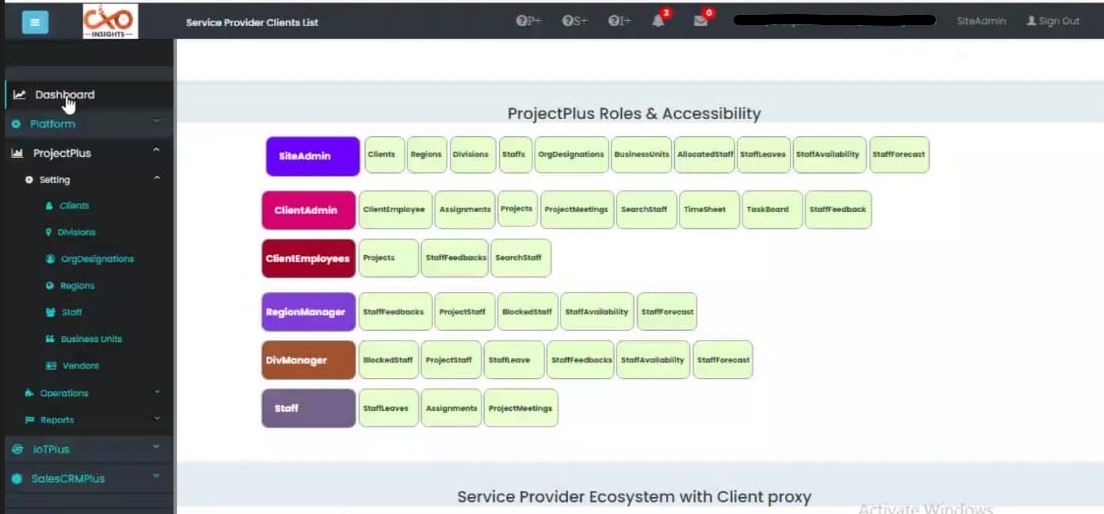 CXO
INSIGHTS
Service Provider Clients List
P+
S+
I+
2
0
SiteAdmin
Sign Out
Dashboard
Platform
ProjectPlus
Setting
Clients
Divisions
OrgDesignations
Regions
Staff
Business Units
Vendors
Operations
Reports
IoTPlus
SalesCRMPlus
ProjectPlus Roles & Accessibility
SiteAdmin Clients Regions Divisions Staffs OrgDesignations BusinessUnits AllocatedStaff StaffLeaves StaffAvailability StaffForecast
ClientAdmin ClientEmployee Assignments Projects ProjectMeetings SearchStaff TimeSheet TaskBoard StaffFeedback
ClientEmployees Projects StaffFeedbacks SearchStaff
RegionManager StaffFeedbacks ProjectStaff BlockedStaff StaffAvailability StaffForecast
DivManager BlockedStaff ProjectStaff StaffLeave StaffFeedbacks StaffAvailability StaffForecast
Staff StaffLeaves Assignments ProjectMeetings
Service Provider Ecosystem with Client proxy
Activate Windows